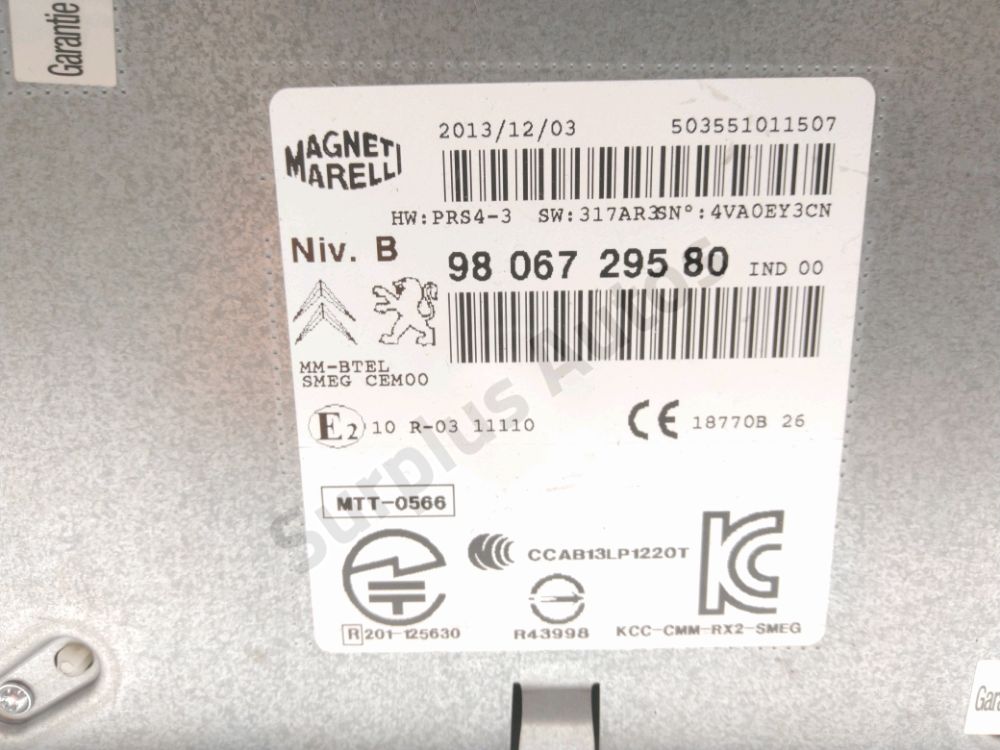 Garantie
MAGNETI
MARELLI
2013/12/03 503551011507
HW:PRS4-3 SW:317AR3SN°:4VA0EY3CN
Niv. B
98 067 295 80 IND 00
MM-BTEL
SMEG CEM00
E2 10 R-03 11110
CE 18770B 26
MTT-0566
CCC CCAB13LP1220T
KC
R 201-125630 R43998 KCC-CMM-RX2-SMEG
Surplus Autos